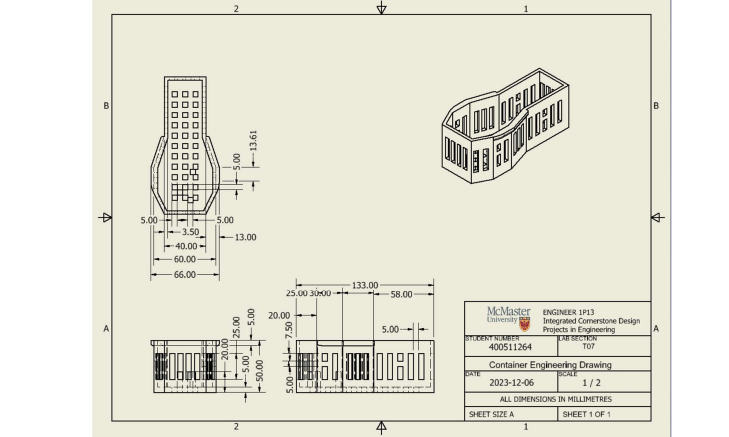 2
1
B
B
5.00
13.61
5.00
5.00
3.50
13.00
40.00
60.00
66.00
133.00
25.00
30.00
58.00
20.00
7.50
5.00
5.00
5.00
25.00
20.00
5.00
50.00
A
A
McMaster
University
ENGINEER 1P13
Integrated Cornerstone Design
Projects in Engineering
STUDENT NUMBER
400511264
LAB SECTION
T07
Container Engineering Drawing
DATE
2023-12-06
SCALE
1 / 2
ALL DIMENSIONS IN MILLIMETRES
SHEET SIZE A
SHEET 1 OF 1
2
1